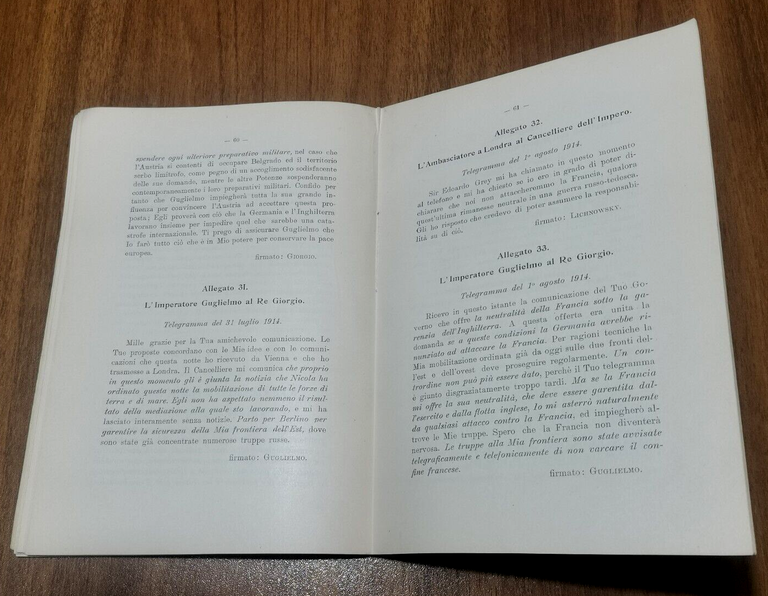 — 60 —
spendere ogni ulteriore preparativo militare, nel caso che
l'Austria si contenti di occupare Belgrado ed il territorio
serbo limitrofo, come pegno di un accoglimento sodisfacente
delle sue domande, mentre le altre Potenze sospenderanno
contemporaneamente i loro preparativi militari. Confido per-
intanto che Guglielmo impiegherà tutta la sua grande in-
fluenza per convincere l'Austria ad accettare questa pro-
posta; Egli proverà con ciò che la Germania e l'Inghilterra
lavorano insieme per impedire quel che sarebbe una cata-
strofe internazionale. Ti prego di assicurare Guglielmo che
Io farò tutto ciò che è in Mio potere per conservare la pace
europea.
firmato: Giorgio.
Allegato 31.
L'Imperatore Guglielmo al Re Giorgio.
Telegramma del 31 luglio 1914.
Mille grazie per la Tua amichevole comunicazione. Le
Tue proposte concordano con le Mie idee e con le comuni-
cazioni che questa notte ho ricevuto da Vienna e che ho
trasmesso a Londra. Il Cancelliere mi comunica che proprio
in questo momento gli è giunta la notizia che Nicola ha
ordinato questa notte la mobilitazione di tutte le forze di
terra e di mare. Egli non ha aspettato nemmeno il risul-
tato della mediazione alla quale sto lavorando, e mi ha
lasciato interamente senza notizie. Parto per Berlino per
garentire la sicurezza della Mia frontiera dell'Est, dove
sono state già concentrate numerose truppe russe.
firmato: Guglielmo.
— 61 —
Allegato 32.
L'Ambasciatore a Londra al Cancelliere dell'Impero.
Telegramma del 1º agosto 1914.
Sir Edoardo Grey mi ha chiamato in questo momento
al telefono e mi ha chiesto se io ero in grado di poter di-
chiarare che noi non attaccheremmo la Francia, qualora
quest'ultima rimanesse neutrale in una guerra russo-tedesca.
Gli ho risposto che credevo di poter assumere la responsabi-
lità su di ciò.
firmato: Lichnowsky.
Allegato 33.
L'Imperatore Guglielmo al Re Giorgio.
Telegramma del 1º agosto 1914.
Ricevo in questo istante la comunicazione del Tuo Go-
verno che offre la neutralità della Francia sotto la ga-
renzia dell'Inghilterra. A questa offerta era unita la
domanda se a queste condizioni la Germania avrebbe ri-
nunziato ad attaccare la Francia. Per ragioni tecniche la
Mia mobilitazione ordinata già da oggi sulle due fronti del-
l'est e dell'ovest deve proseguire regolarmente. Un con-
trordine non può più essere dato, perchè il Tuo telegramma
è giunto disgraziatamente troppo tardi. Ma se la Francia
mi offre la sua neutralità, che deve essere garentita dal-
l'esercito e dalla flotta inglese, Io mi asterrò naturalmente
da qualsiasi attacco contro la Francia, ed impiegherò al-
trove le Mie truppe. Spero che la Francia non diventerà
nervosa. Le truppe alla Mia frontiera sono state avvisate
telegraficamente e telefonicamente di non varcare il con-
fine francese.
firmato: Guglielmo.